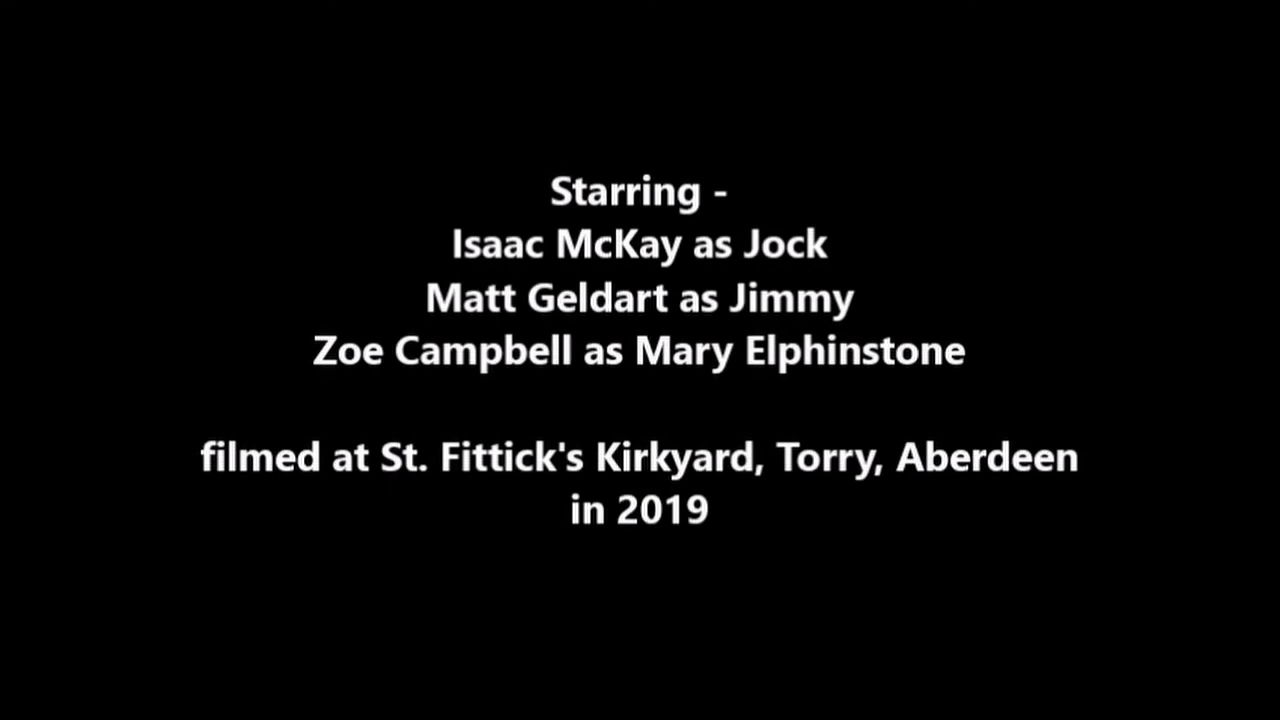 Starring -
Isaac McKay as Jock
Matt Geldart as Jimmy
Zoe Campbell as Mary Elphinstone
filmed at St. Fittick's Kirkyard, Torry, Aberdeen
in 2019